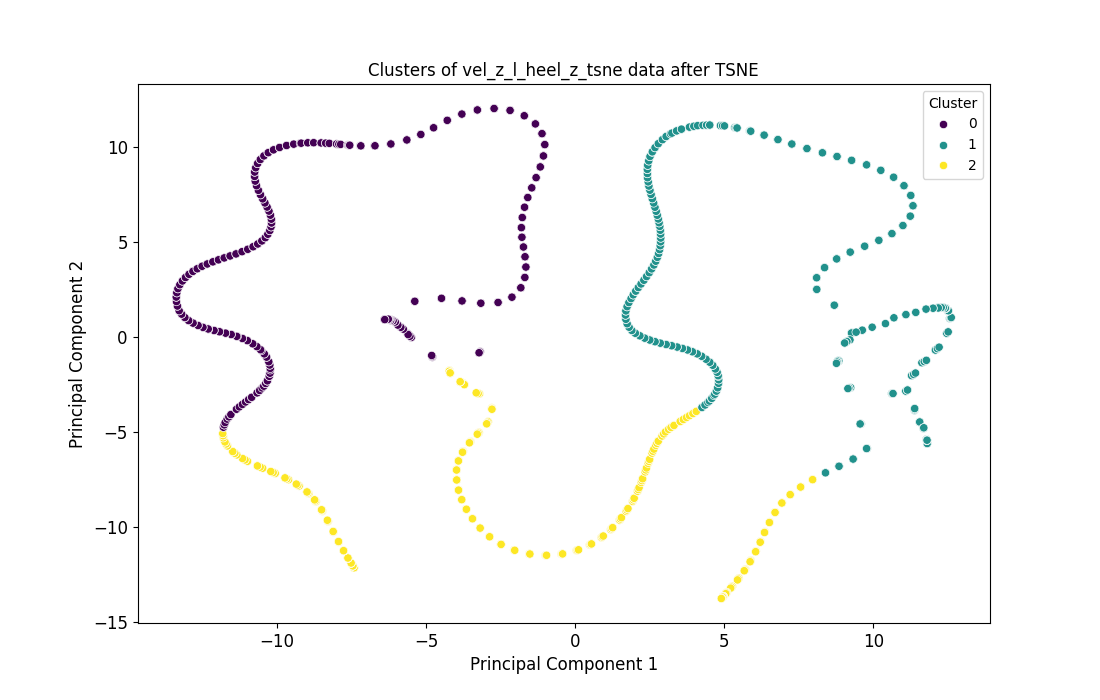 Clusters of vel_z_l_heel_z_tsne data after TSNE
Cluster
0
1
2
10
5
0
−5
−10
−15
Principal Component 2
−10 −5 0 5 10
Principal Component 1